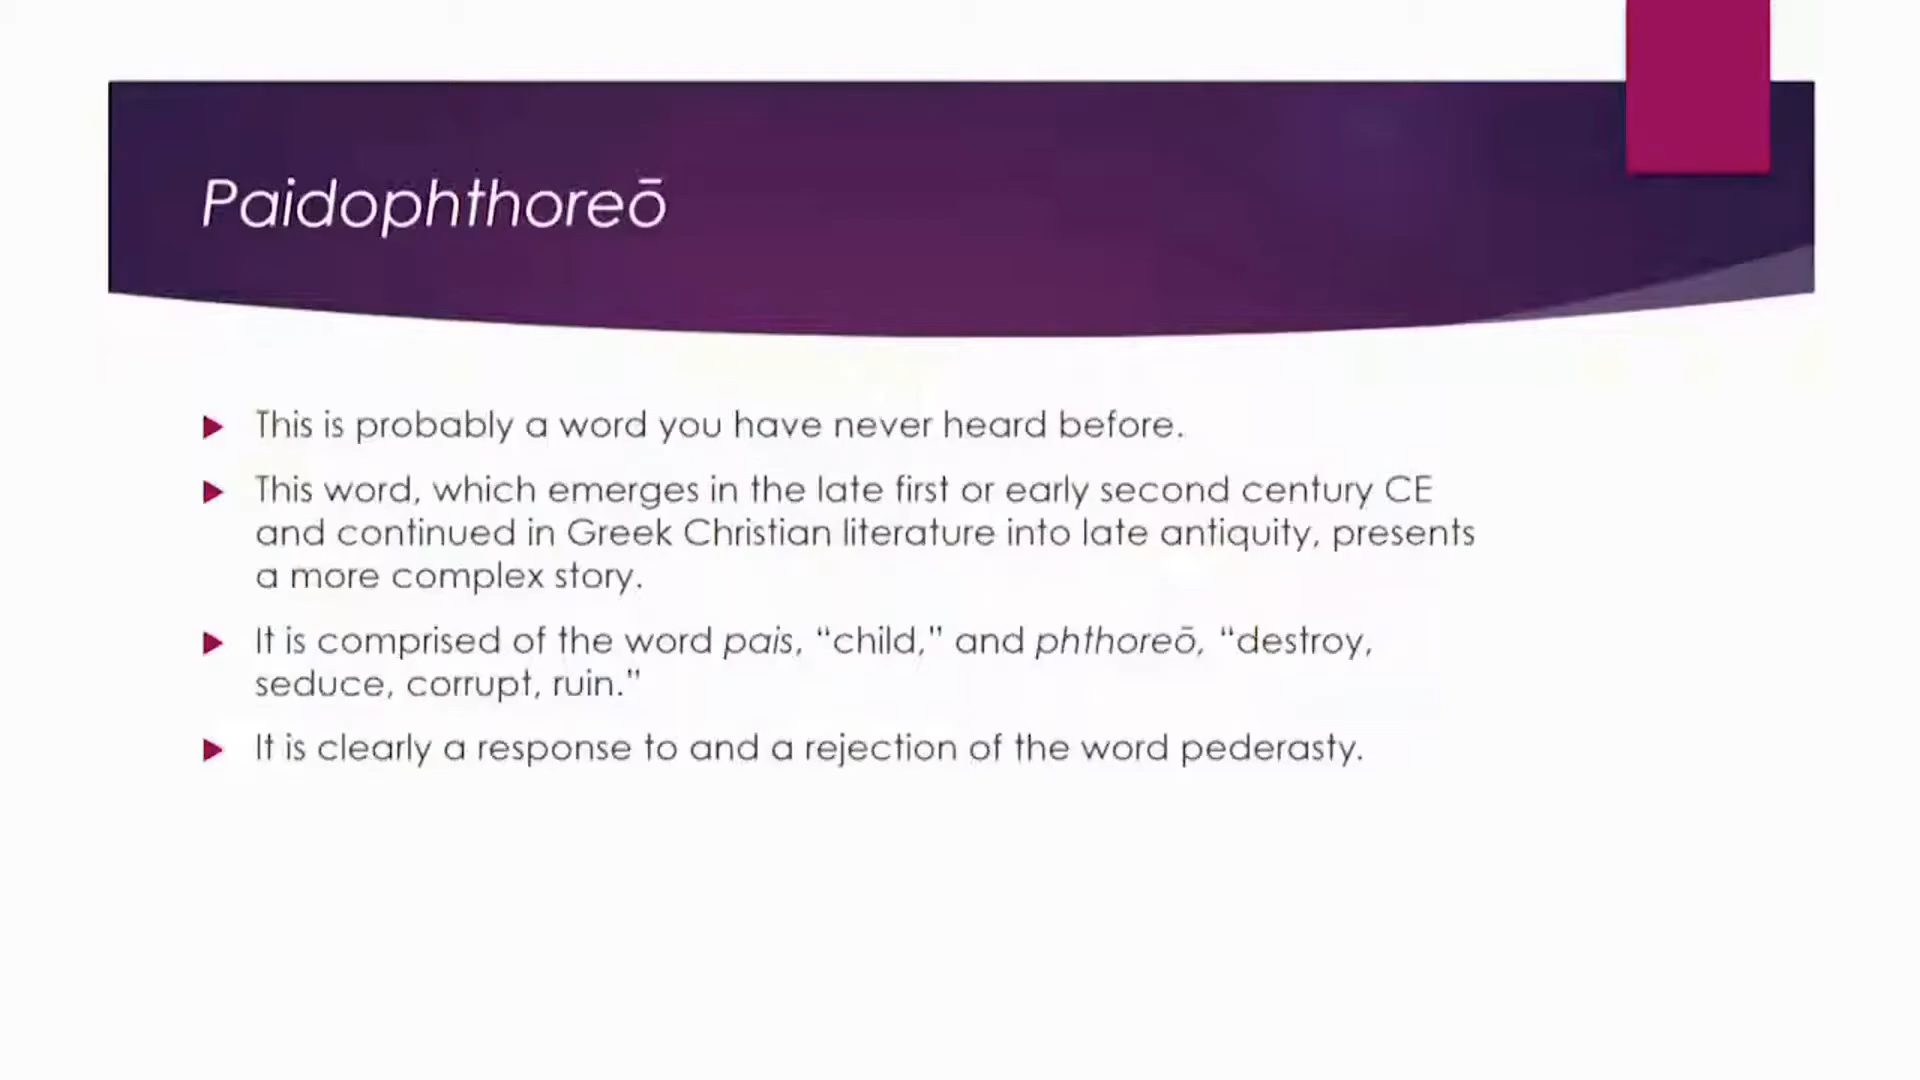 Paidophthoreō
This is probably a word you have never heard before.
This word, which emerges in the late first or early second century CE
and continued in Greek Christian literature into late antiquity, presents
a more complex story.
It is comprised of the word pais, “child,” and phthoreō, “destroy,
seduce, corrupt, ruin.”
It is clearly a response to and a rejection of the word pederasty.